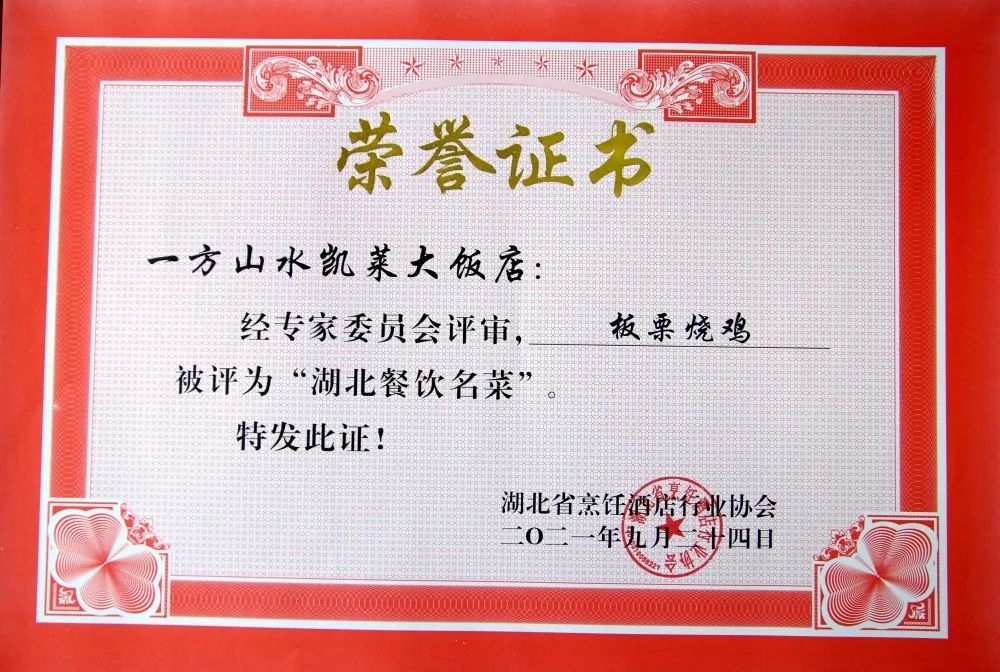 荣誉证书
一方山水凯莱大饭店：
经专家委员会评审，板栗烧鸡
被评为“湖北餐饮名菜”。
特发此证！
湖北省烹饪酒店行业协会
二〇二一年九月二十四日